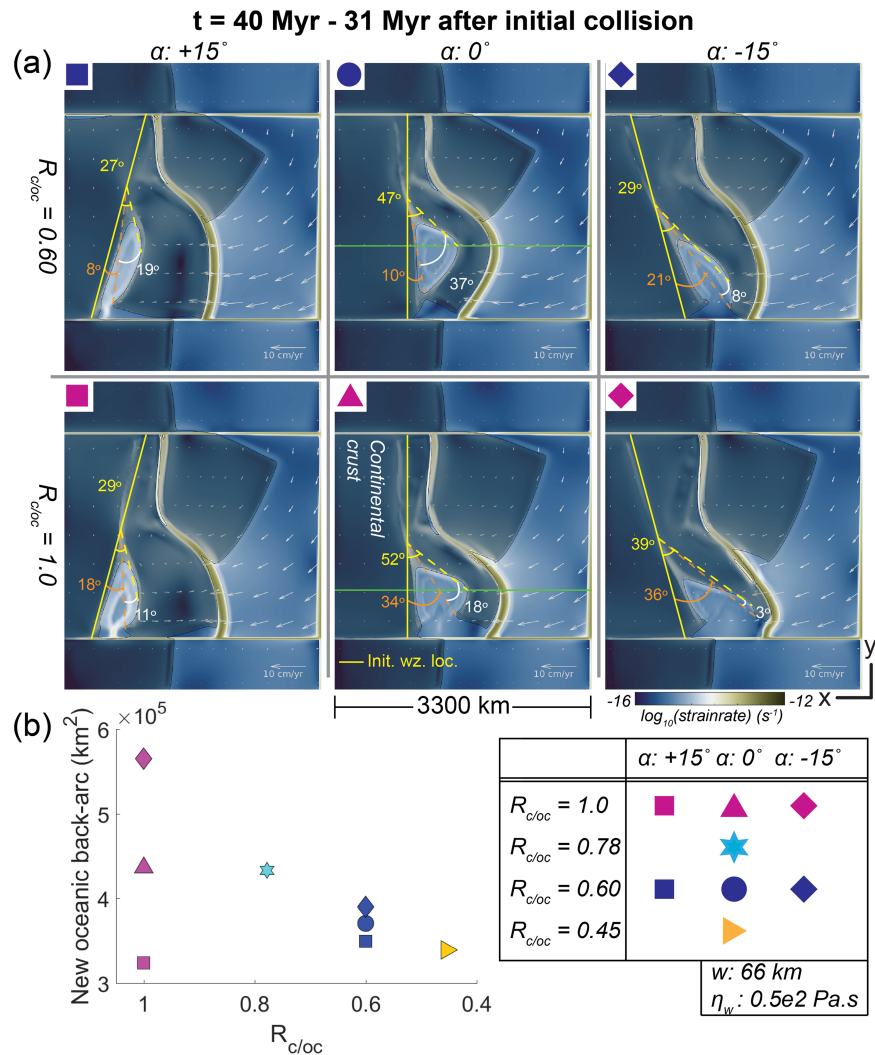 t = 40 Myr - 31 Myr after initial collision
(a)
α: +15° α: 0° α: -15°
R_c/oc = 0.60
27°
8°
19°
10 cm/yr
47°
10°
37°
10 cm/yr
29°
21°
8°
10 cm/yr
R_c/oc = 1.0
29°
18°
11°
10 cm/yr
Continental
crust
52°
34°
18°
Init. wz. loc.
10 cm/yr
39°
36°
3°
10 cm/yr
y
x
3300 km
-16 -12
log₁₀(strainrate) (s⁻¹)
(b)
×10⁵
New oceanic back-arc (km²)
6
5
4
3
1 0.8 0.6 0.4
R_c/oc
α: +15° α: 0° α: -15°
R_c/oc = 1.0
R_c/oc = 0.78
R_c/oc = 0.60
R_c/oc = 0.45
w: 66 km
η_w : 0.5e2 Pa.s